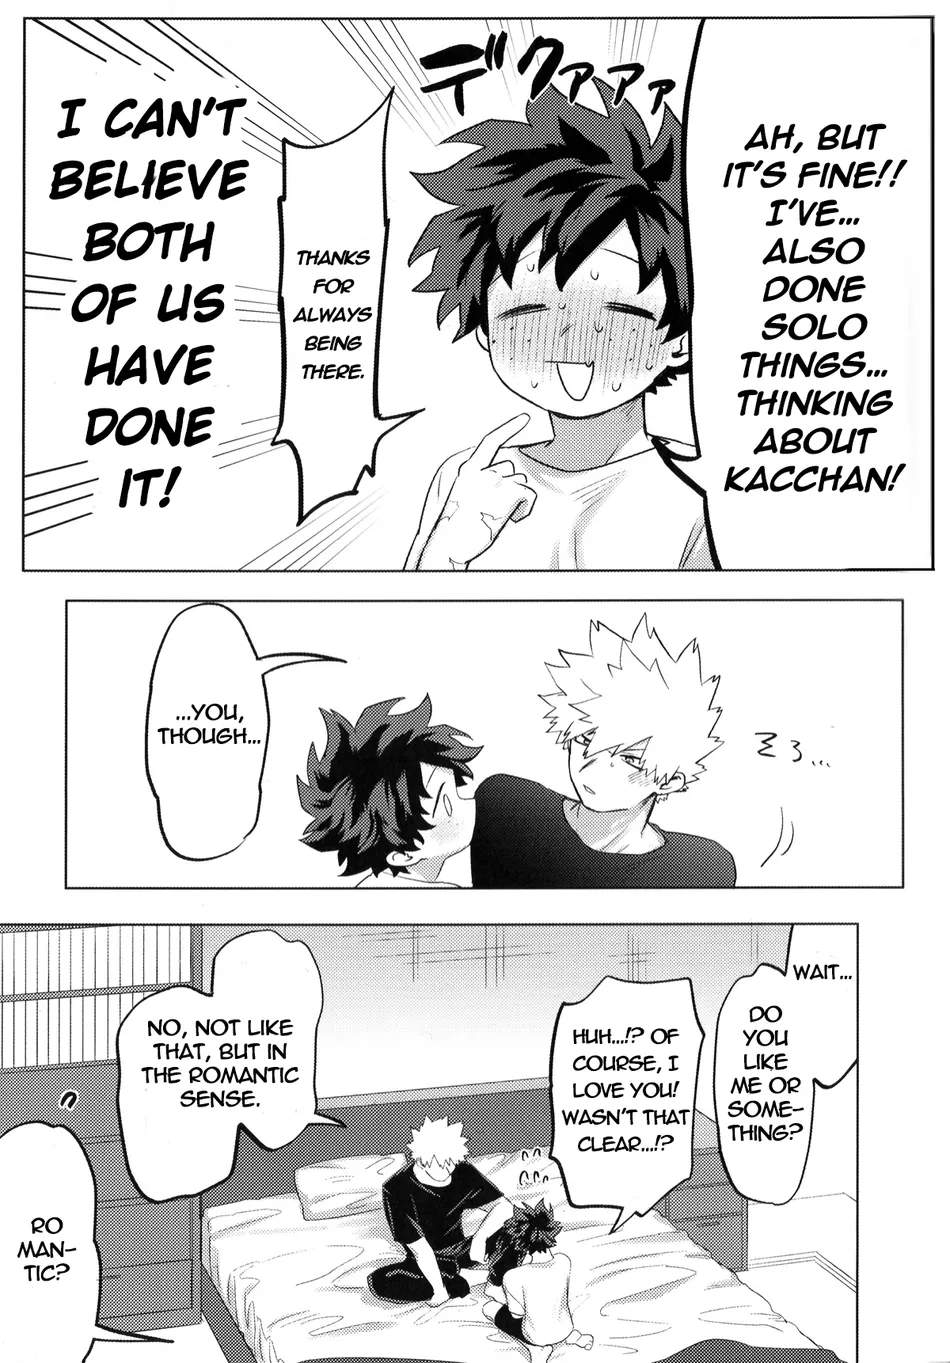 AH, BUT
IT'S FINE!!
I'VE...
ALSO
DONE
SOLO
THINGS...
THINKING
ABOUT
KACCHAN!
デクァァァ
THANKS
FOR
ALWAYS
BEING
THERE.
I CAN'T
BELIEVE
BOTH
OF US
HAVE
DONE
IT!
そろ...
...YOU,
THOUGH...
WAIT...
DO
YOU
LIKE
ME OR
SOME-
THING?
HUH...!? OF
COURSE, I
LOVE YOU!
WASN'T THAT
CLEAR...!?
NO, NOT LIKE
THAT, BUT IN
THE ROMANTIC
SENSE.
RO
MAN-
TIC?